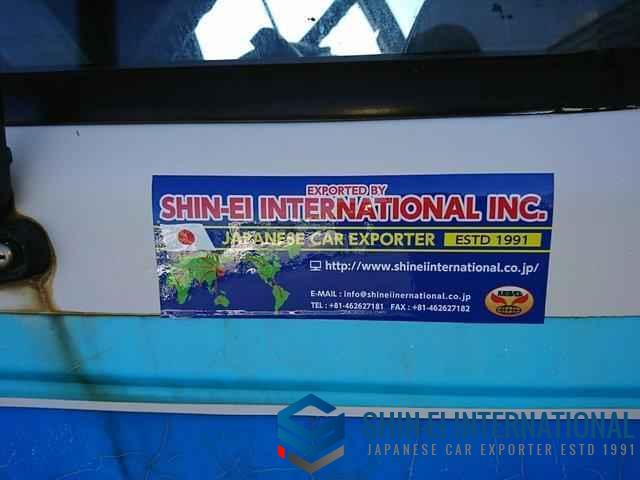 EXPORTED BY
SHIN-EI INTERNATIONAL INC.
JAPANESE CAR EXPORTER ESTD 1991
http://www.shineiinternational.co.jp/
E-MAIL : info@shineiinernational.co.jp
TEL : +81-462627181 FAX : +81-462627182
SHIN-EI INTERNATIONAL
JAPANESE CAR EXPORTER ESTD 1991